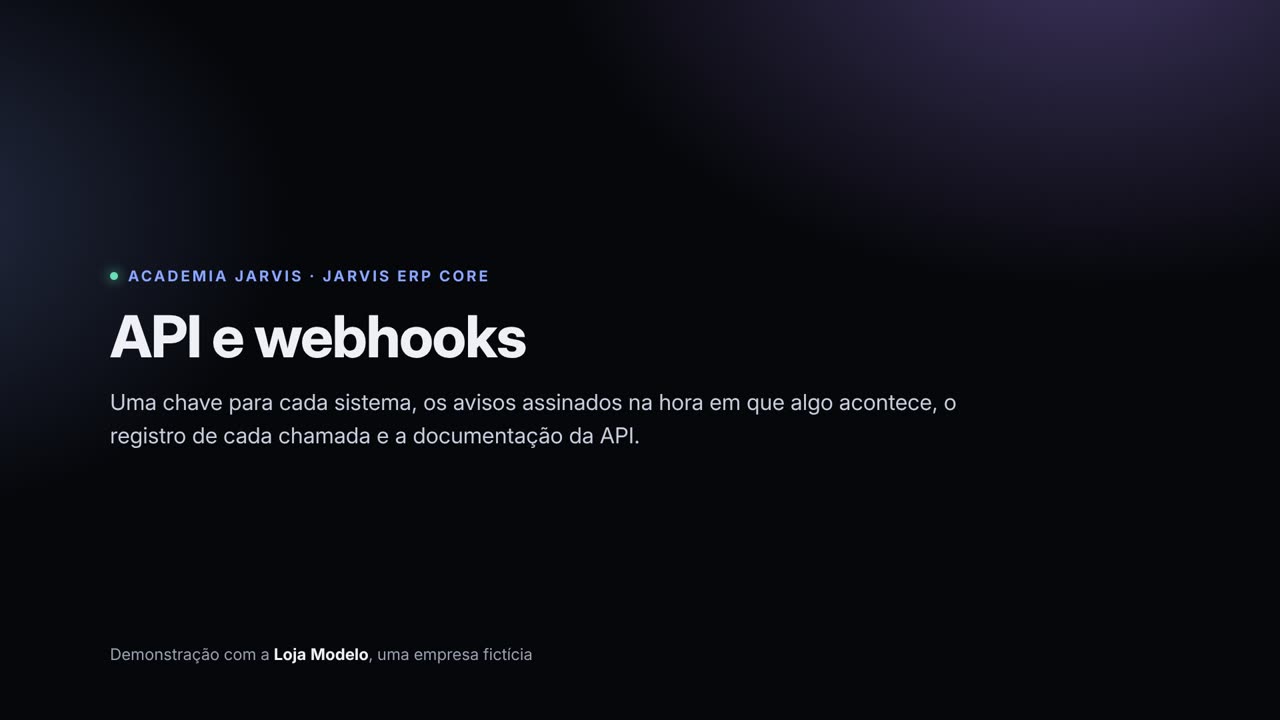 ACADEMIA JARVIS · JARVIS ERP CORE
API e webhooks
Uma chave para cada sistema, os avisos assinados na hora em que algo acontece, o
registro de cada chamada e a documentação da API.
Demonstração com a Loja Modelo, uma empresa fictícia